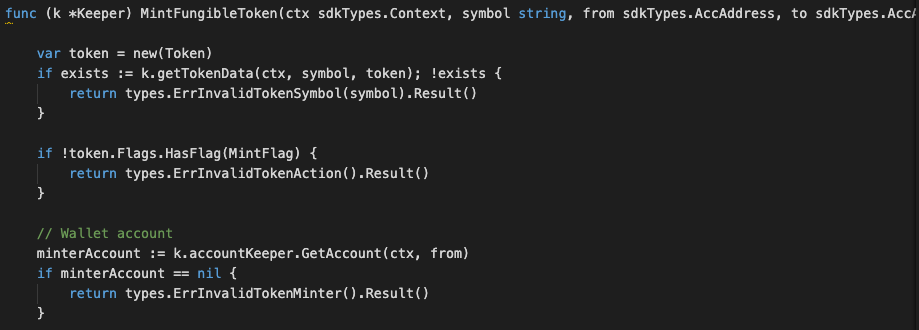 func (k *Keeper) MintFungibleToken(ctx sdkTypes.Context, symbol string, from sdkTypes.AccAddress, to sdkTypes.Acc
var token = new(Token)
if exists := k.getTokenData(ctx, symbol, token); !exists {
return types.ErrInvalidTokenSymbol(symbol).Result()
}
if !token.Flags.HasFlag(MintFlag) {
return types.ErrInvalidTokenAction().Result()
}
// Wallet account
minterAccount := k.accountKeeper.GetAccount(ctx, from)
if minterAccount == nil {
return types.ErrInvalidTokenMinter().Result()
}